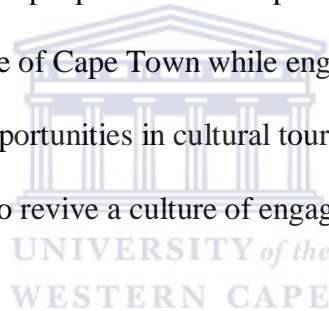 e of Cape Town while eng
portunities in cultural tour
o revive a culture of engag
UNIVERSITY of the
WESTERN CAPE